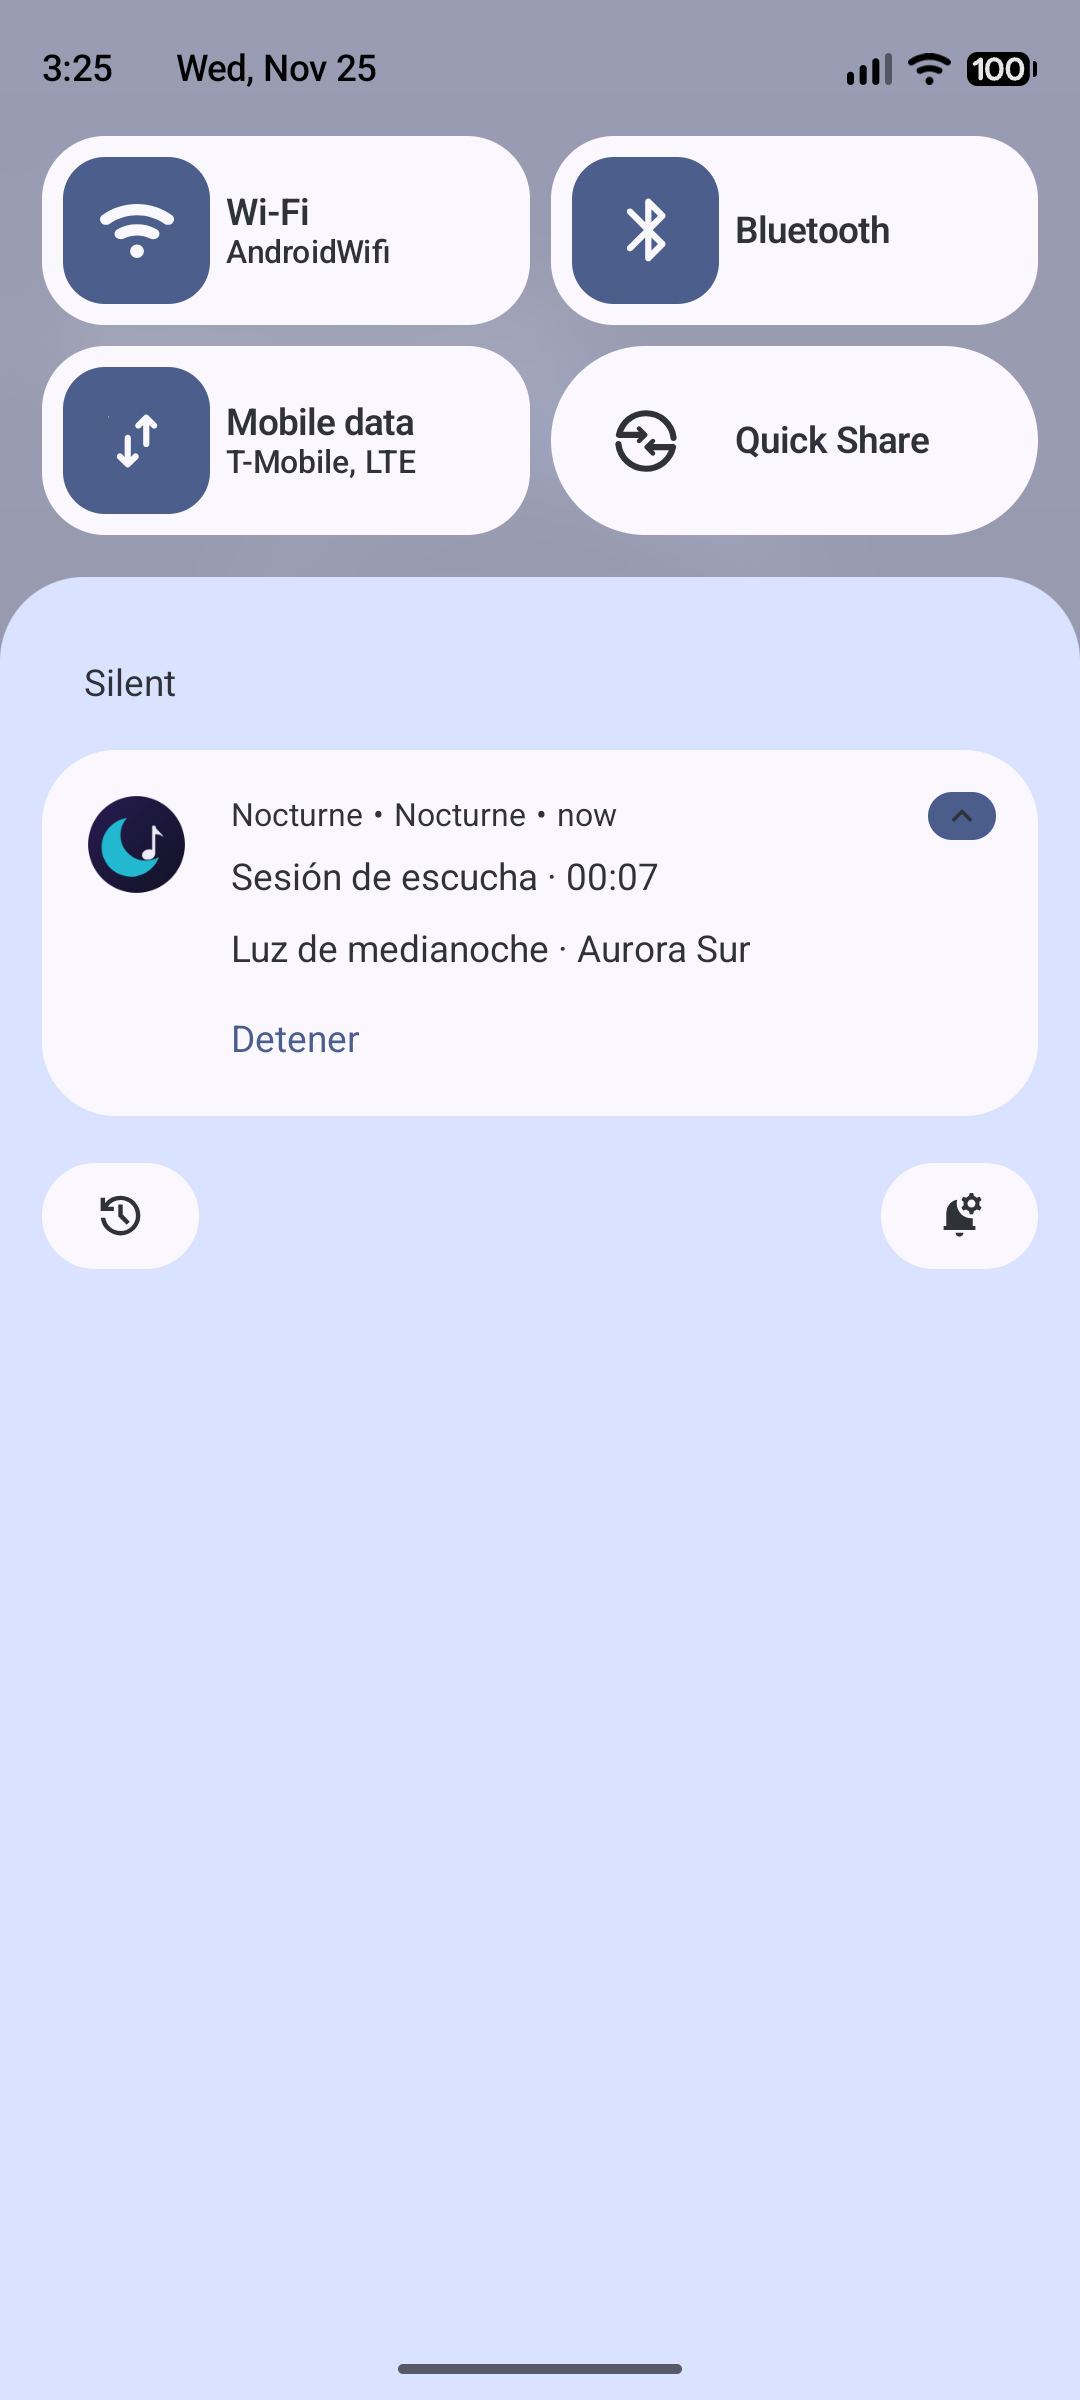 3:25 Wed, Nov 25 100
Wi-Fi
AndroidWifi
Bluetooth
Mobile data
T-Mobile, LTE
Quick Share
Silent
Nocturne • Nocturne • now
Sesión de escucha · 00:07
Luz de medianoche · Aurora Sur
Detener